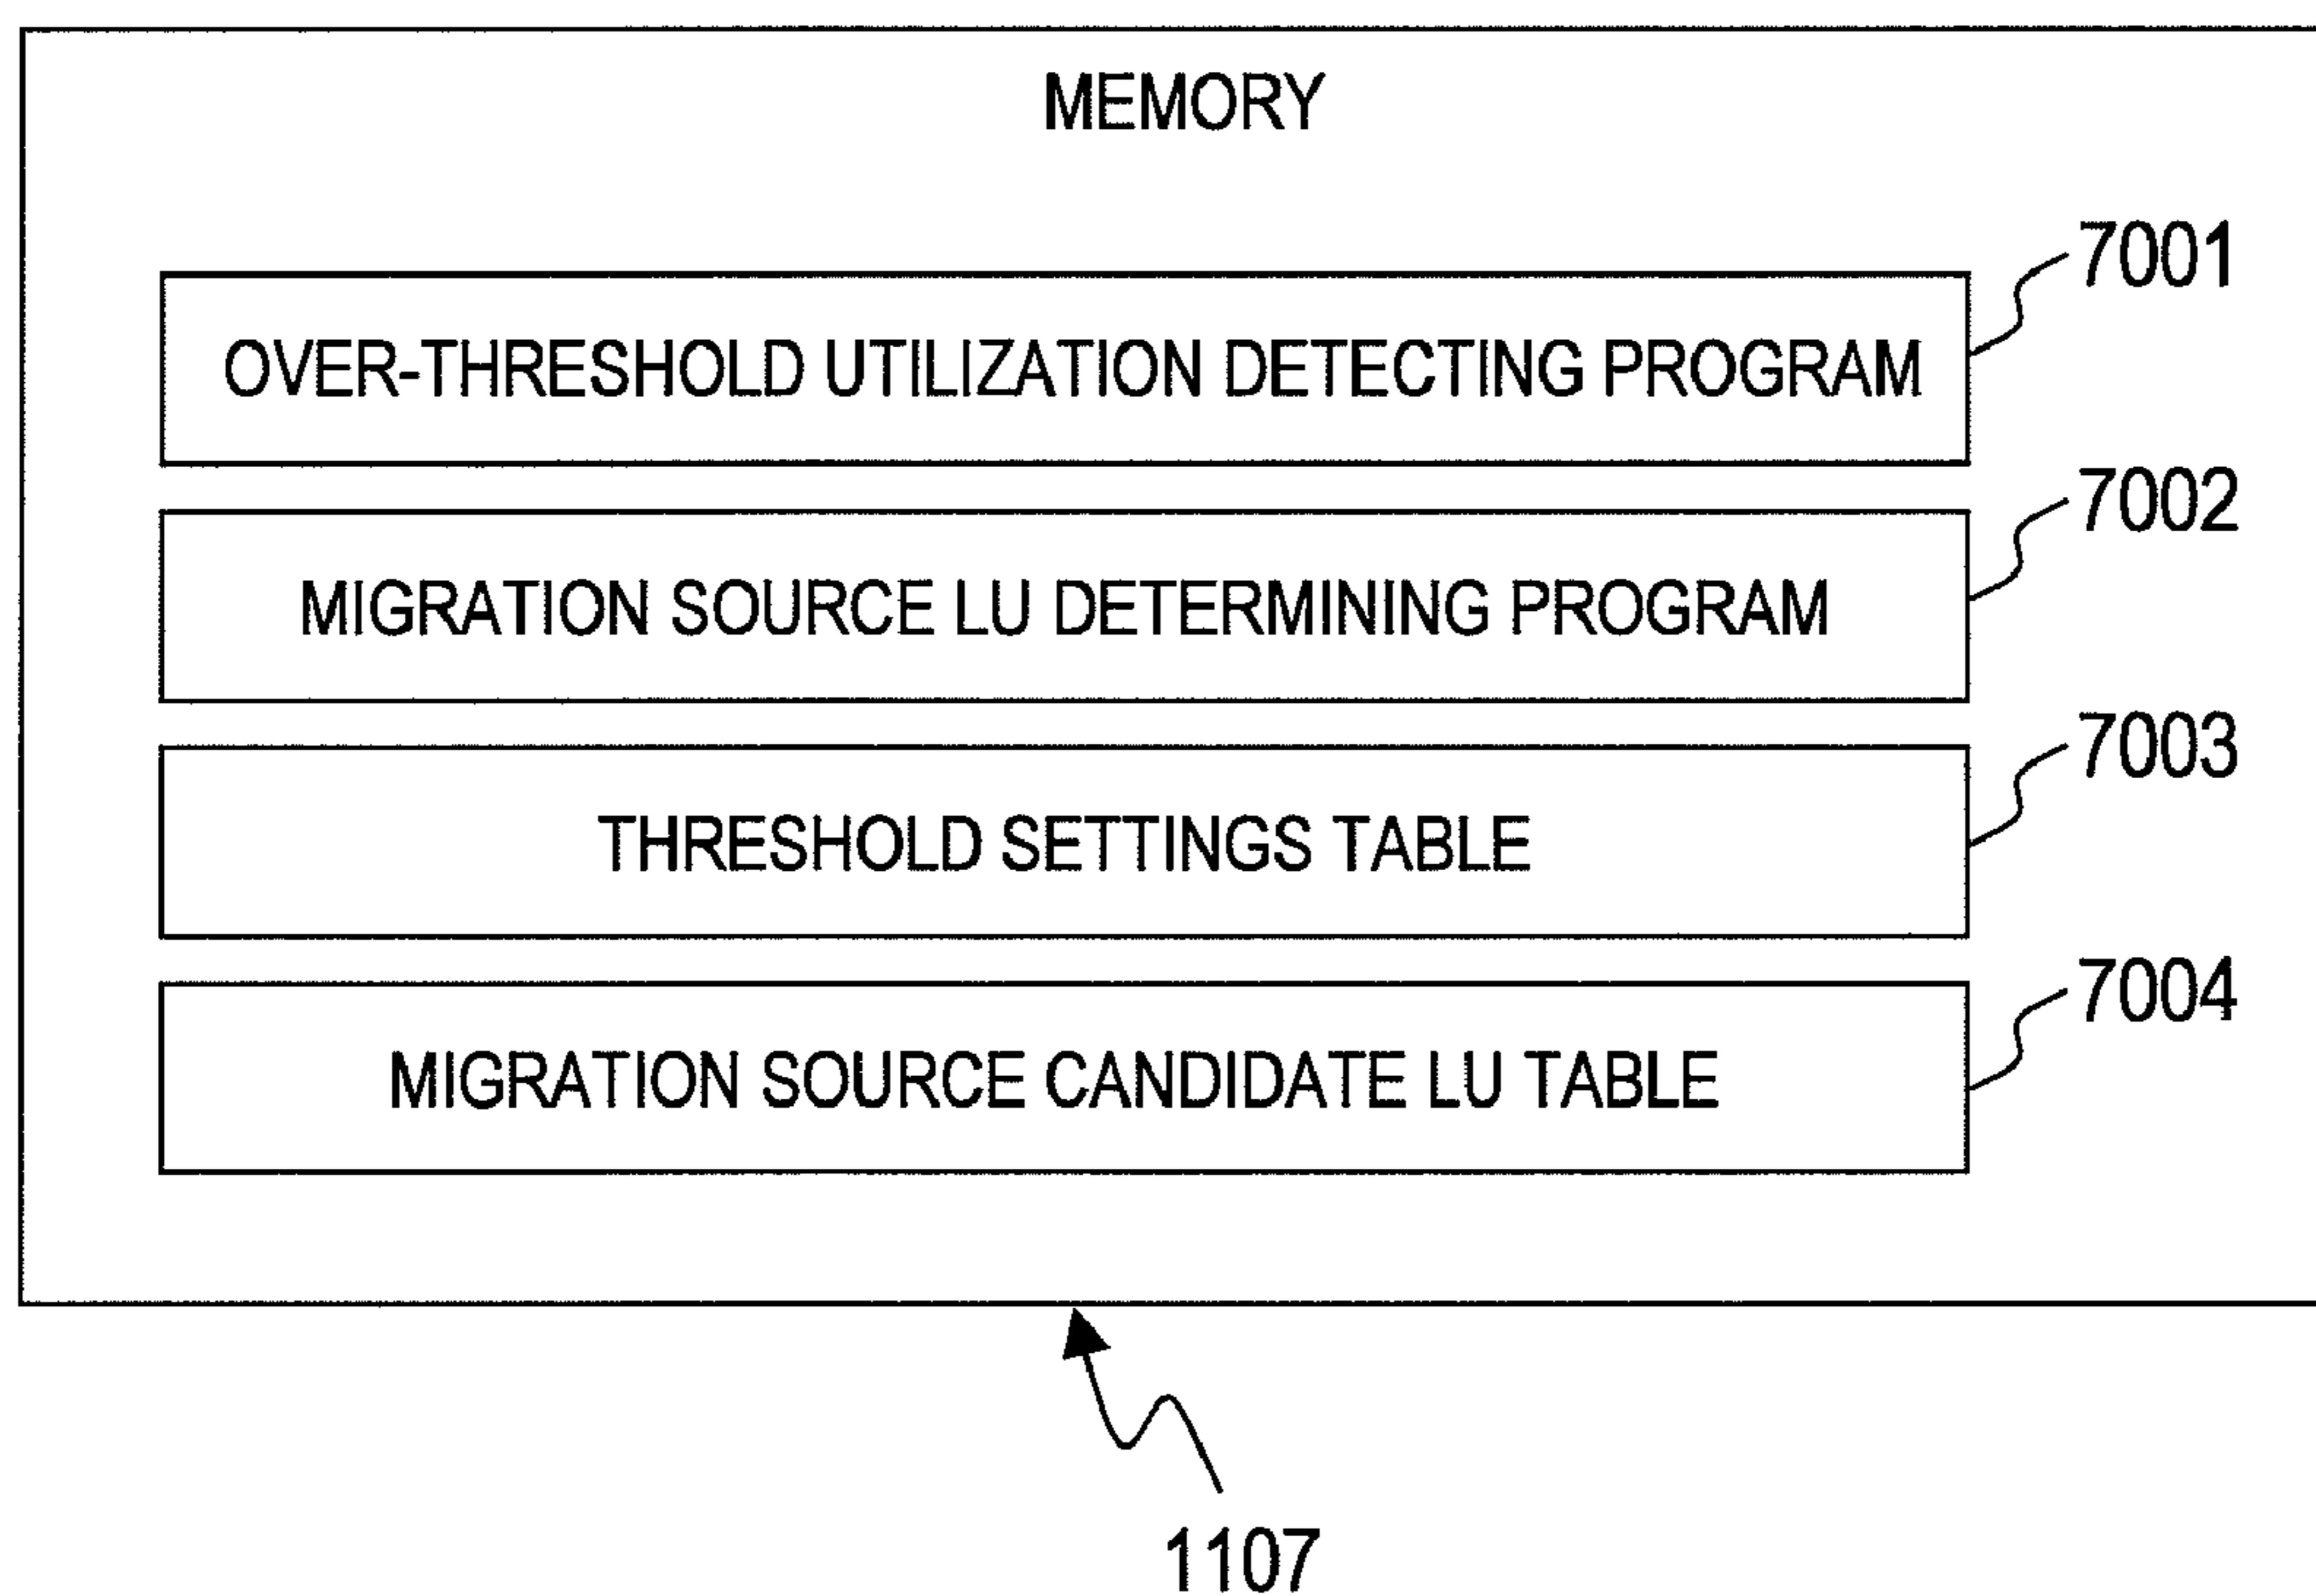 MEMORY
OVER-THRESHOLD UTILIZATION DETECTING PROGRAM
7001
MIGRATION SOURCE LU DETERMINING PROGRAM
7002
THRESHOLD SETTINGS TABLE
7003
MIGRATION SOURCE CANDIDATE LU TABLE
7004
1107